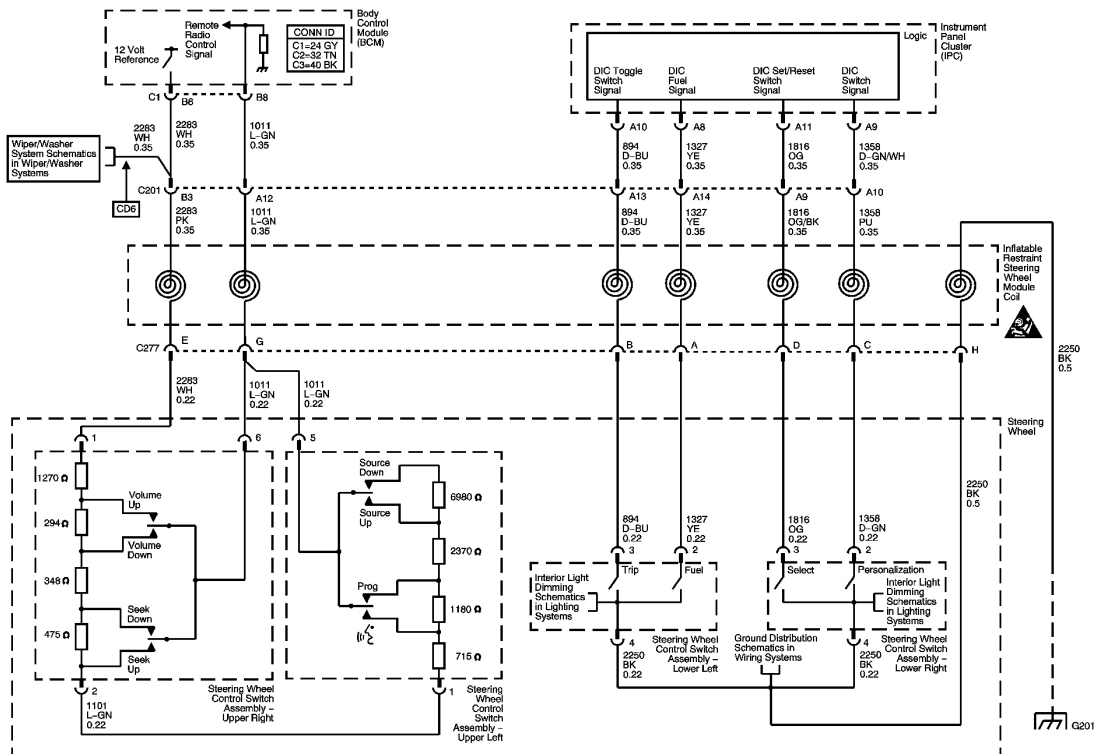 Body
Control
Module
(BCM)
Remote
Radio
Control
Signal
12 Volt
Reference
CONN ID
C1=24 GY
C2=32 TN
C3=40 BK
Instrument
Panel
Cluster
(IPC)
Logic
DIC Toggle
Switch
Signal
DIC
Fuel
Signal
DIC Set/Reset
Switch
Signal
DIC
Switch
Signal
C1
B6
B8
A10
A8
A11
A9
2283
WH
0.35
2283
WH
0.35
1011
L-GN
0.35
894
D-BU
0.35
1327
YE
0.35
1816
OG
0.35
1358
D-GN/WH
0.35
Wiper/Washer
System Schematics
in Wiper/Washer
Systems
CD6
C201
B3
A12
A13
A14
A9
A10
2283
PK
0.35
1011
L-GN
0.35
894
D-BU
0.35
1327
YE
0.35
1816
OG/BK
0.35
1358
PU
0.35
Inflatable
Restraint
Steering
Wheel
Module
Coil
C277
E
G
B
A
D
C
H
2283
WH
0.22
1011
L-GN
0.22
1011
L-GN
0.22
2250
BK
0.5
Steering
Wheel
1
6
5
1270 Ω
Volume
Up
294 Ω
Volume
Down
348 Ω
Seek
Down
475 Ω
Seek
Up
2
Steering Wheel
Control Switch
Assembly –
Upper Right
1101
L-GN
0.22
Source
Down
6980 Ω
Source
Up
2370 Ω
Prog
1180 Ω
715 Ω
1
Steering
Wheel
Control
Switch
Assembly –
Upper Left
2250
BK
0.5
894
D-BU
0.22
1327
YE
0.22
1816
OG
0.22
1358
D-GN
0.22
3
2
3
2
Trip
Fuel
Select
Personalization
Interior Light
Dimming
Schematics
in Lighting
Systems
Interior Light
Dimming
Schematics
in Lighting
Systems
4
2250
BK
0.22
Steering Wheel
Control Switch
Assembly –
Lower Left
Ground Distribution
Schematics in
Wiring Systems
4
2250
BK
0.22
Steering Wheel
Control Switch
Assembly –
Lower Right
G201